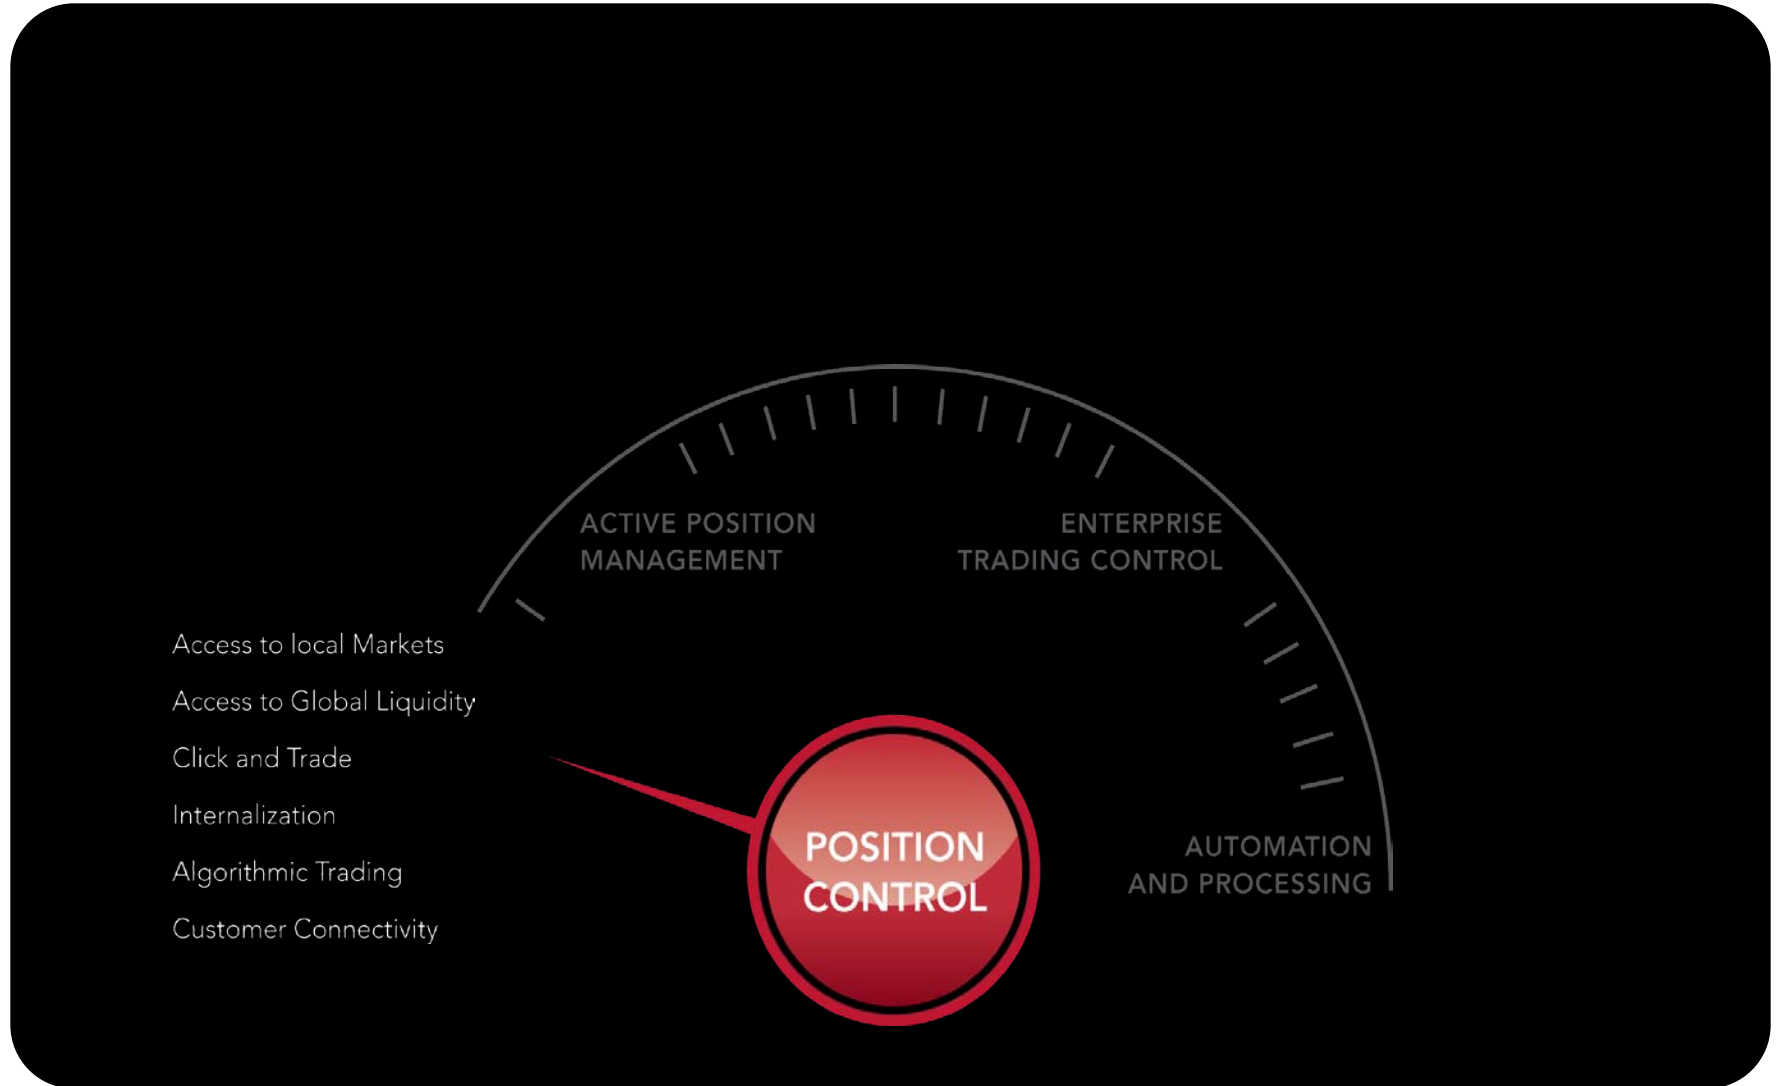 ACTIVE POSITION
MANAGEMENT
ENTERPRISE
TRADING CONTROL
Access to local Markets
Access to Global Liquidity
Click and Trade
Internalization
Algorithmic Trading
Customer Connectivity
POSITION
CONTROL
AUTOMATION
AND PROCESSING